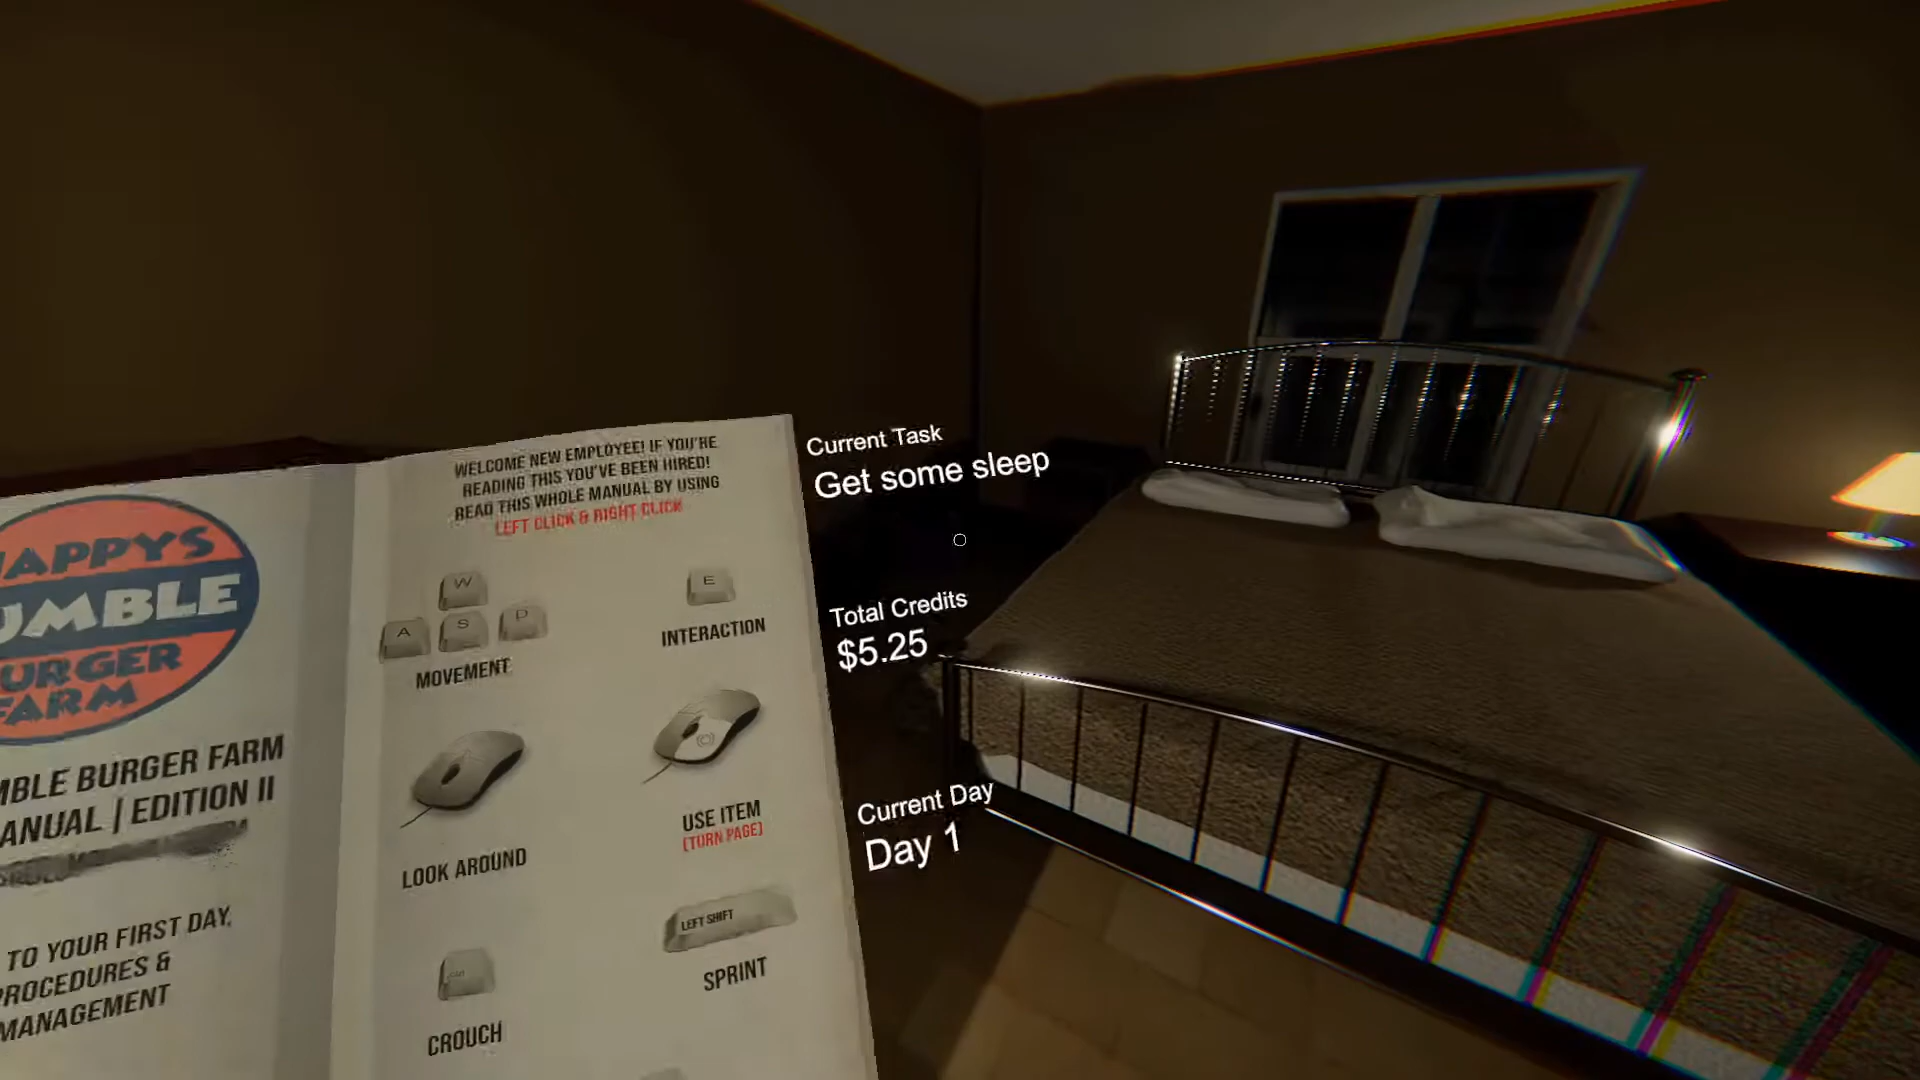 HAPPYS
UMBLE
URGER
FARM
MBLE BURGER FARM
ANUAL | EDITION II
TO YOUR FIRST DAY,
PROCEDURES &
MANAGEMENT
WELCOME NEW EMPLOYEE! IF YOU'RE
READING THIS YOU'VE BEEN HIRED!
READ THIS WHOLE MANUAL BY USING
LEFT CLICK & RIGHT CLICK
W
A S D
MOVEMENT
E
INTERACTION
LOOK AROUND
USE ITEM
[TURN PAGE]
CROUCH
LEFT SHIFT
SPRINT
Current Task
Get some sleep
Total Credits
$5.25
Current Day
Day 1